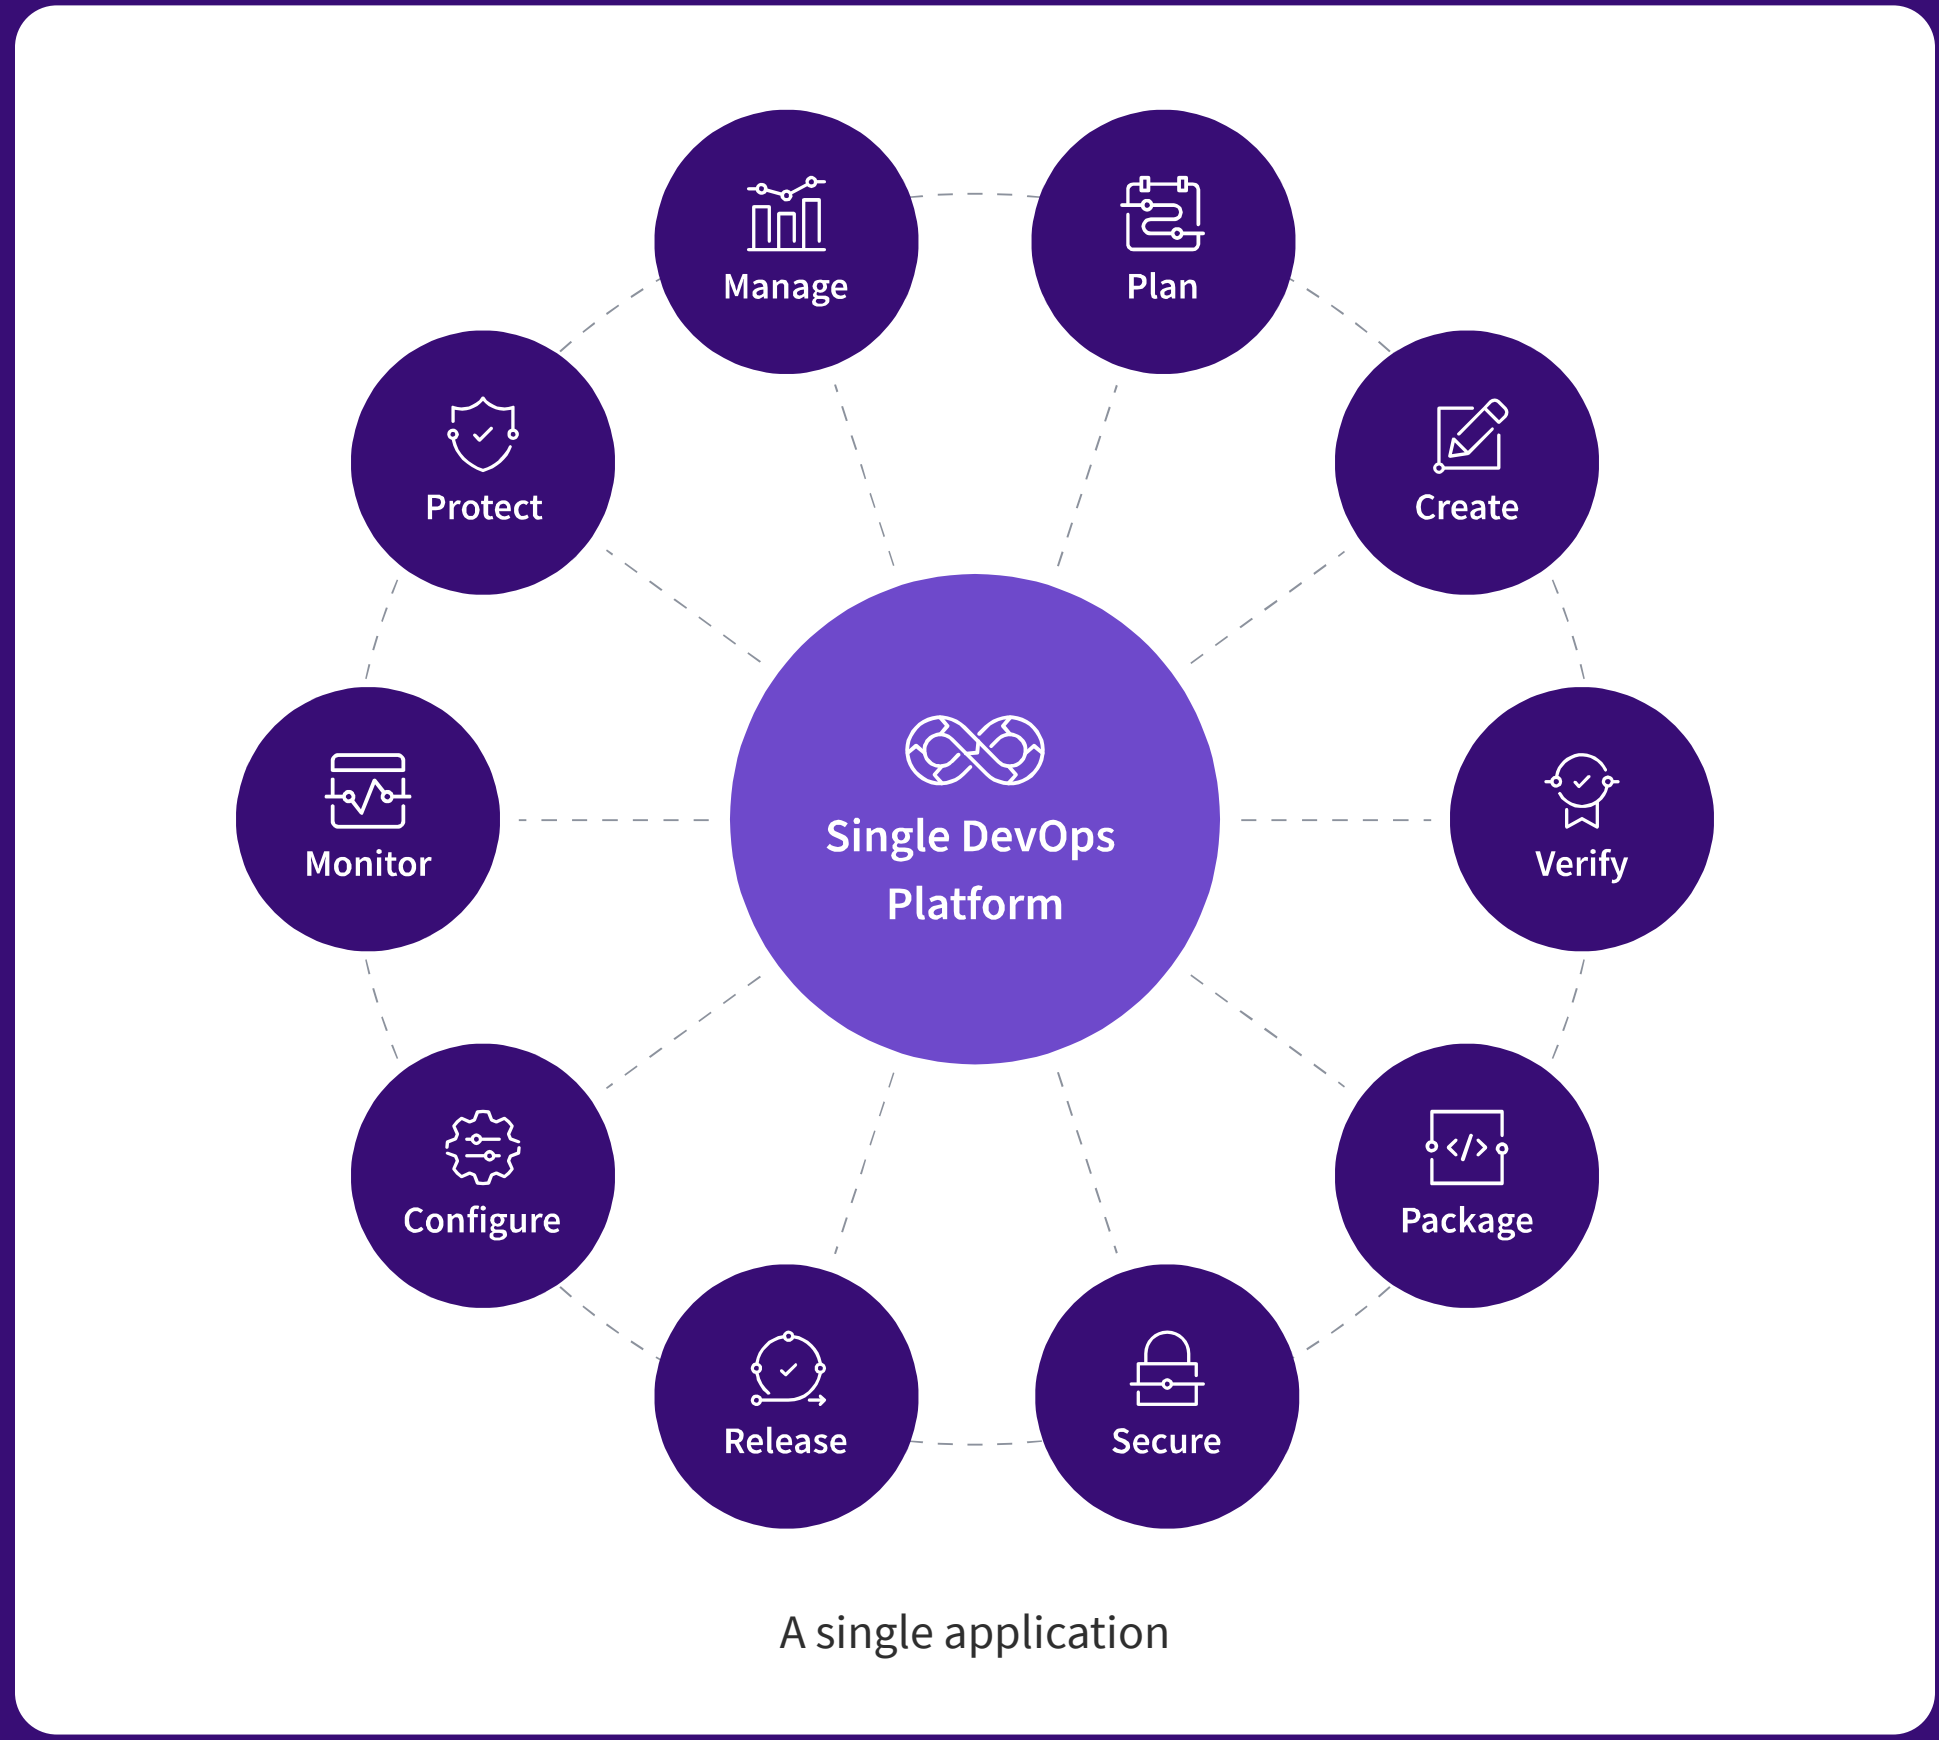 Manage
Plan
Protect
Create
Single DevOps
Platform
Monitor
Verify
Configure
Package
Release
Secure
A single application